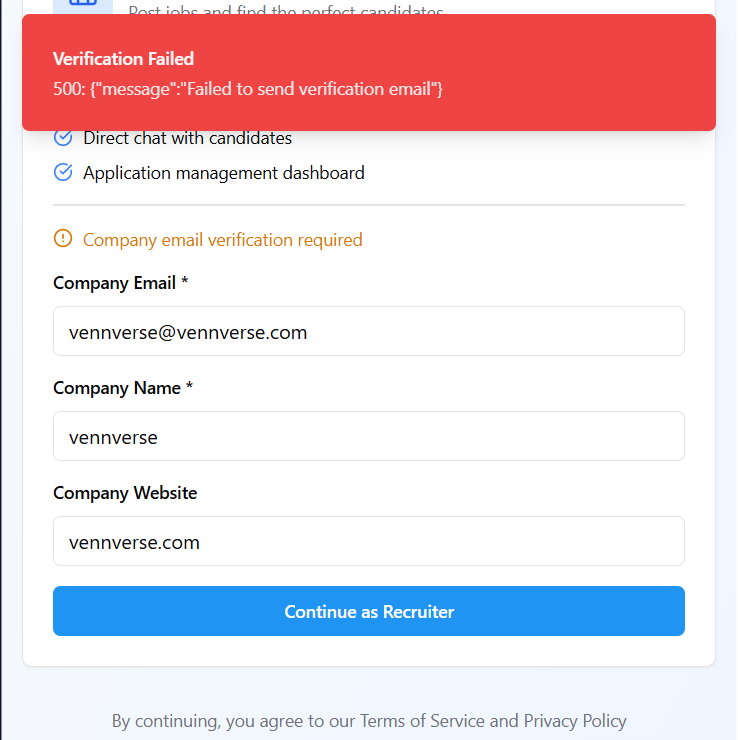 Post jobs and find the perfect candidates
Verification Failed
500: {"message":"Failed to send verification email"}
Direct chat with candidates
Application management dashboard
Company email verification required
Company Email *
vennverse@vennverse.com
Company Name *
vennverse
Company Website
vennverse.com
Continue as Recruiter
By continuing, you agree to our Terms of Service and Privacy Policy